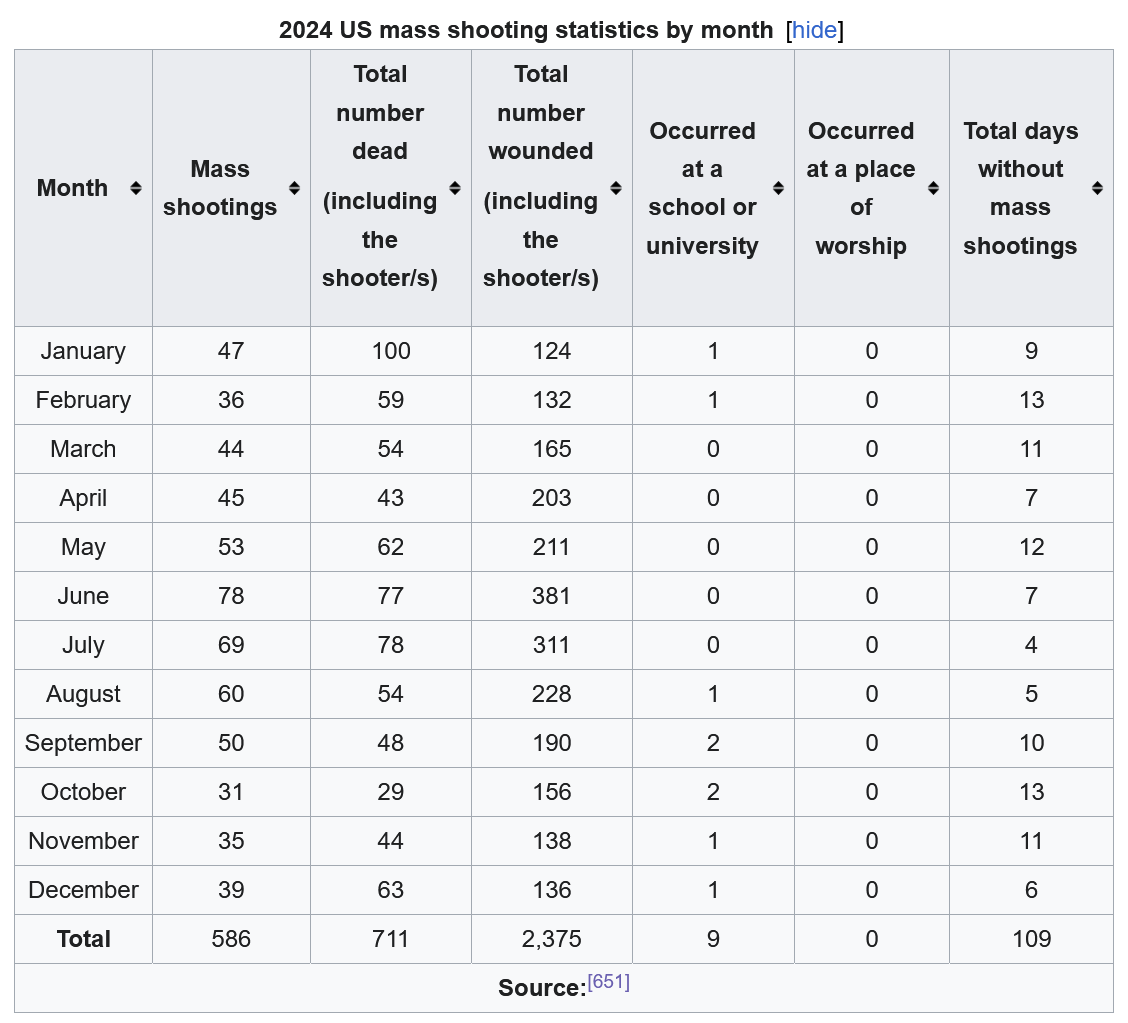 2024 US mass shooting statistics by month [hide]
Month
Mass
shootings
Total
number
dead
(including
the
shooter/s)
Total
number
wounded
(including
the
shooter/s)
Occurred
at a
school or
university
Occurred
at a place
of
worship
Total days
without
mass
shootings
January 47 100 124 1 0 9
February 36 59 132 1 0 13
March 44 54 165 0 0 11
April 45 43 203 0 0 7
May 53 62 211 0 0 12
June 78 77 381 0 0 7
July 69 78 311 0 0 4
August 60 54 228 1 0 5
September 50 48 190 2 0 10
October 31 29 156 2 0 13
November 35 44 138 1 0 11
December 39 63 136 1 0 6
Total 586 711 2,375 9 0 109
Source:[651]